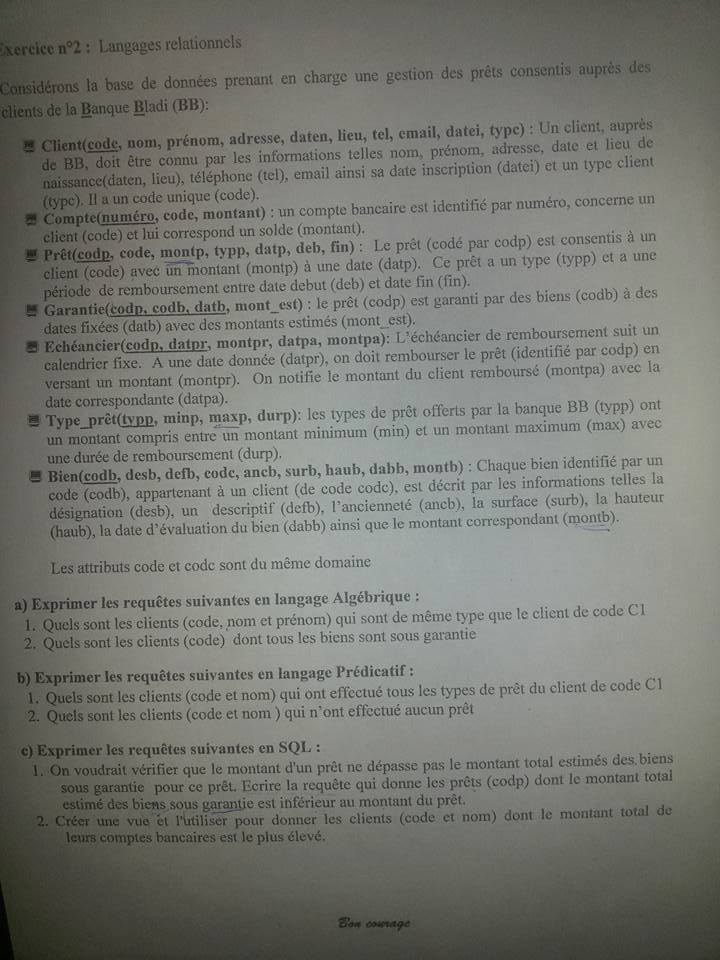 Exercice n°2 : Langages relationnels
Considérons la base de données prenant en charge une gestion des prêts consentis auprès des
clients de la Banque Bladi (BB):
Client(code, nom, prénom, adresse, daten, lieu, tel, email, datei, type) : Un client, auprès
de BB, doit être connu par les informations telles nom, prénom, adresse, date et lieu de
naissance(daten, lieu), téléphone (tel), email ainsi sa date inscription (datei) et un type client
(type). Il a un code unique (code).
Compte(numéro, code, montant) : un compte bancaire est identifié par numéro, concerne un
client (code) et lui correspond un solde (montant).
Prêt(codp, code, montp, typp, datp, deb, fin) : Le prêt (codé par codp) est consentis à un
client (code) avec un montant (montp) à une date (datp). Ce prêt a un type (typp) et a une
période de remboursement entre date debut (deb) et date fin (fin).
Garantie(codp, codb, datb, mont_est) : le prêt (codp) est garanti par des biens (codb) à des
dates fixées (datb) avec des montants estimés (mont_est).
Echéancier(codp, datpr, montpr, datpa, montpa): L'échéancier de remboursement suit un
calendrier fixe. A une date donnée (datpr), on doit rembourser le prêt (identifié par codp) en
versant un montant (montpr). On notifie le montant du client remboursé (montpa) avec la
date correspondante (datpa).
Type_prêt(typp, minp, maxp, durp): les types de prêt offerts par la banque BB (typp) ont
un montant compris entre un montant minimum (min) et un montant maximum (max) avec
une durée de remboursement (durp).
Bien(codb, desb, defb, codc, ancb, surb, haub, dabb, montb) : Chaque bien identifié par un
code (codb), appartenant à un client (de code codc), est décrit par les informations telles la
désignation (desb), un descriptif (defb), l'ancienneté (ancb), la surface (surb), la hauteur
(haub), la date d'évaluation du bien (dabb) ainsi que le montant correspondant (montb).
Les attributs code et codc sont du même domaine
a) Exprimer les requêtes suivantes en langage Algébrique :
1. Quels sont les clients (code, nom et prénom) qui sont de même type que le client de code C1
2. Quels sont les clients (code) dont tous les biens sont sous garantie
b) Exprimer les requêtes suivantes en langage Prédicatif :
1. Quels sont les clients (code et nom) qui ont effectué tous les types de prêt du client de code C1
2. Quels sont les clients (code et nom ) qui n'ont effectué aucun prêt
c) Exprimer les requêtes suivantes en SQL :
1. On voudrait vérifier que le montant d'un prêt ne dépasse pas le montant total estimés des biens
sous garantie pour ce prêt. Ecrire la requête qui donne les prêts (codp) dont le montant total
estimé des biens sous garantie est inférieur au montant du prêt.
2. Créer une vue et l'utiliser pour donner les clients (code et nom) dont le montant total de
leurs comptes bancaires est le plus élevé.
Bon courage